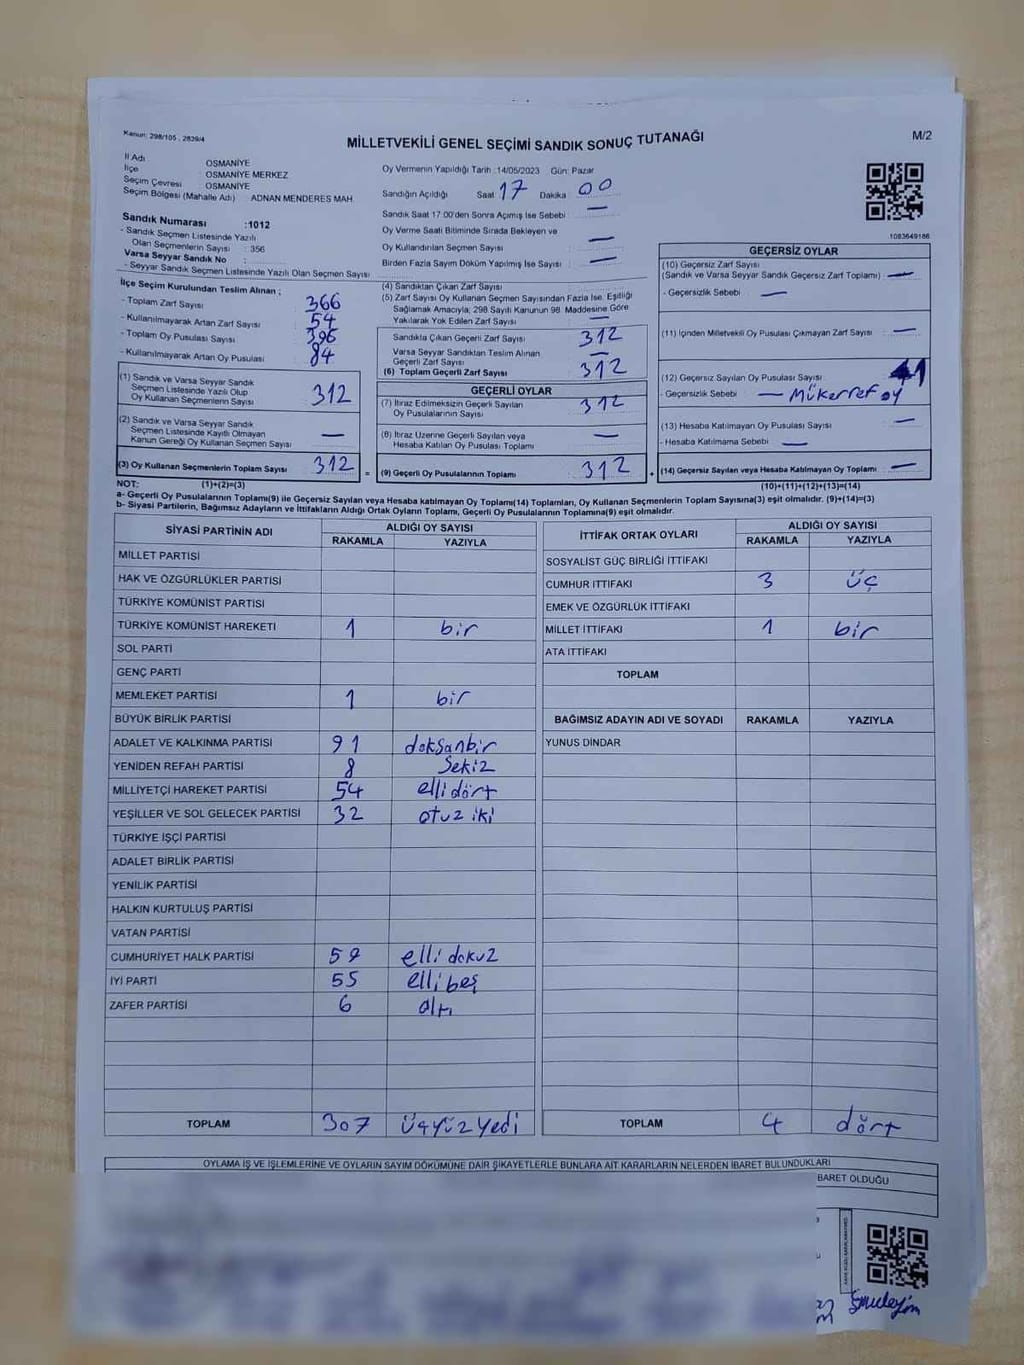 Kanun: 298/105 , 2839/4
MİLLETVEKİLİ GENEL SEÇİMİ SANDIK SONUÇ TUTANAĞI
M/2
İl Adı OSMANİYE
İlçe OSMANİYE MERKEZ
Seçim Çevresi OSMANİYE
Seçim Bölgesi (Mahalle Adı) ADNAN MENDERES MAH.
Sandık Numarası :1012
- Sandık Seçmen Listesinde Yazılı
Olan Seçmenlerin Sayısı : 356
Varsa Seyyar Sandık No :
- Seyyar Sandık Seçmen Listesinde Yazılı Olan Seçmen Sayısı
Oy Vermenin Yapıldığı Tarih :14/05/2023 Gün: Pazar
Sandığın Açıldığı Saat 17 Dakika 00
Sandık Saat 17:00'den Sonra Açımış İse Sebebi —
Oy Verme Saati Bitiminde Sırada Bekleyen ve
Oy Kullandırılan Seçmen Sayısı —
Birden Fazla Sayım Döküm Yapılmış İse Sayısı —
1093649186
İlçe Seçim Kurulundan Teslim Alınan ;
- Toplam Zarf Sayısı 366
- Kullanılmayarak Artan Zarf Sayısı 54
- Toplam Oy Pusulası Sayısı 396
- Kullanılmayarak Artan Oy Pusulası 84
(4) Sandıktan Çıkan Zarf Sayısı
(5) Zarf Sayısı Oy Kullanan Seçmen Sayısından Fazla İse, Eşitliği
Sağlamak Amacıyla; 298 Sayılı Kanunun 98. Maddesine Göre
Yakılarak Yok Edilen Zarf Sayısı —
Sandıkta Çıkan Geçerli Zarf Sayısı 312
Varsa Seyyar Sandıktan Teslim Alınan
Geçerli Zarf Sayısı —
(6) Toplam Geçerli Zarf Sayısı 312
GEÇERSİZ OYLAR
(10) Geçersiz Zarf Sayısı
(Sandık ve Varsa Seyyar Sandık Geçersiz Zarf Toplamı) —
- Geçersizlik Sebebi —
(11) İçinden Milletvekili Oy Pusulası Çıkmayan Zarf Sayısı —
(12) Geçersiz Sayılan Oy Pusulası Sayısı
- Geçersizlik Sebebi — Mükerrer oy
(13) Hesaba Katılmayan Oy Pusulası Sayısı —
- Hesaba Katılmama Sebebi —
(14) Geçersiz Sayılan veya Hesaba Katılmayan Oy Toplamı —
(10)+(11)+(12)+(13)=(14)
(1) Sandık ve Varsa Seyyar Sandık
Seçmen Listesinde Yazılı Olup
Oy Kullanan Seçmenlerin Sayısı 312
(2) Sandık ve Varsa Seyyar Sandık
Seçmen Listesinde Kayıtlı Olmayan
Kanun Gereği Oy Kullanan Seçmen Sayısı —
(3) Oy Kullanan Seçmenlerin Toplam Sayısı 312 =
GEÇERLİ OYLAR
(7) İtiraz Edilmeksizin Geçerli Sayılan
Oy Pusulalarının Sayısı 312
(8) İtiraz Üzerine Geçerli Sayılan veya
Hesaba Katılan Oy Pusulası Toplamı —
(9) Geçerli Oy Pusulalarının Toplamı 312 +
NOT: (1)+(2)=(3)
a- Geçerli Oy Pusulalarının Toplamı(9) ile Geçersiz Sayılan veya Hesaba katılmayan Oy Toplamı(14) Toplamları, Oy Kullanan Seçmenlerin Toplam Sayısına(3) eşit olmalıdır. (9)+(14)=(3)
b- Siyasi Partilerin, Bağımsız Adayların ve İttifakların Aldığı Ortak Oyların Toplamı, Geçerli Oy Pusulalarının Toplamına(9) eşit olmalıdır.
SİYASİ PARTİNİN ADI ALDIĞI OY SAYISI
RAKAMLA YAZIYLA
MİLLET PARTİSİ
HAK VE ÖZGÜRLÜKLER PARTİSİ
TÜRKİYE KOMÜNİST PARTİSİ
TÜRKİYE KOMÜNİST HAREKETİ 1 bir
SOL PARTİ
GENÇ PARTİ
MEMLEKET PARTİSİ 1 bir
BÜYÜK BİRLİK PARTİSİ
ADALET VE KALKINMA PARTİSİ 91 doksanbir
YENİDEN REFAH PARTİSİ 8 Sekiz
MİLLİYETÇİ HAREKET PARTİSİ 54 elli dört
YEŞİLLER VE SOL GELECEK PARTİSİ 32 otuz iki
TÜRKİYE İŞÇİ PARTİSİ
ADALET BİRLİK PARTİSİ
YENİLİK PARTİSİ
HALKIN KURTULUŞ PARTİSİ
VATAN PARTİSİ
CUMHURİYET HALK PARTİSİ 59 elli dokuz
İYİ PARTİ 55 elli beş
ZAFER PARTİSİ 6 altı
TOPLAM 307 üçyüz yedi
İTTİFAK ORTAK OYLARI ALDIĞI OY SAYISI
RAKAMLA YAZIYLA
SOSYALİST GÜÇ BİRLİĞİ İTTİFAKI
CUMHUR İTTİFAKI 3 üç
EMEK VE ÖZGÜRLÜK İTTİFAKI
MİLLET İTTİFAKI 1 bir
ATA İTTİFAKI
TOPLAM
BAĞIMSIZ ADAYIN ADI VE SOYADI RAKAMLA YAZIYLA
YUNUS DİNDAR
TOPLAM 4 dört
OYLAMA İŞ VE İŞLEMLERİNE VE OYLARIN SAYIM DÖKÜMÜNE DAİR ŞİKAYETLERLE BUNLARA AİT KARARLARIN NELERDEN İBARET BULUNDUKLARI
BARET OLDUĞU